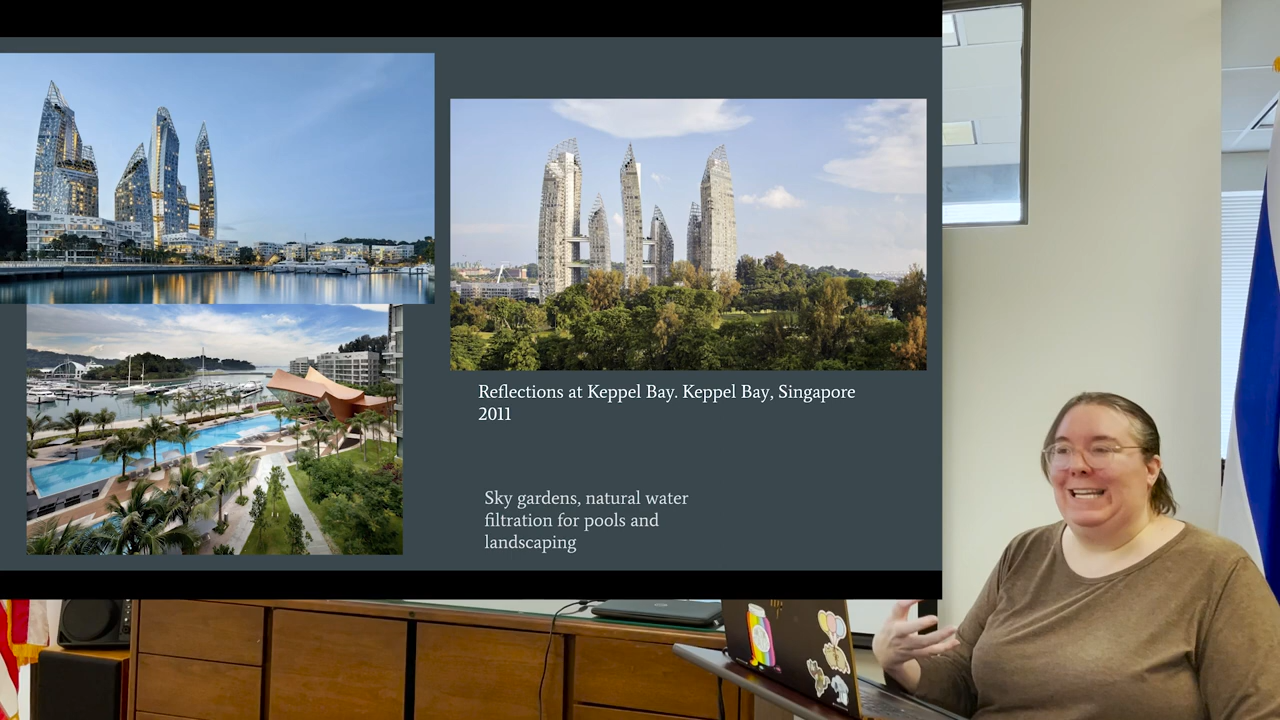 Reflections at Keppel Bay. Keppel Bay, Singapore
2011
Sky gardens, natural water
filtration for pools and
landscaping